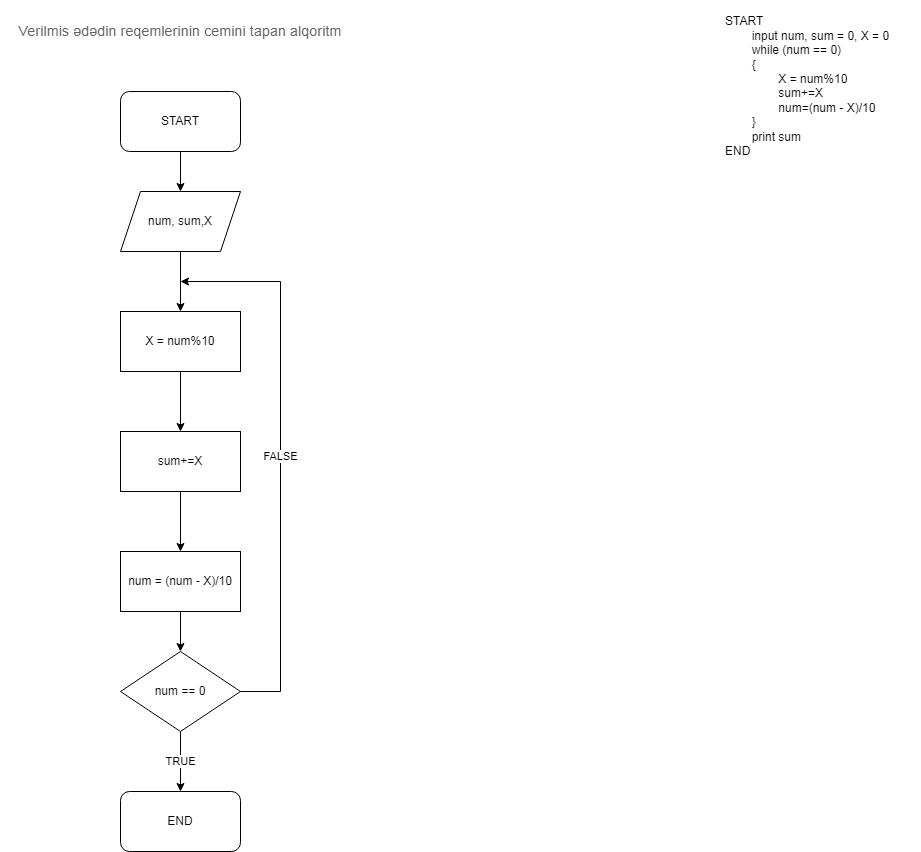 Verilmis ədədin reqemlerinin cemini tapan alqoritm
START
num, sum,X
X = num%10
sum+=X
FALSE
num = (num - X)/10
num == 0
TRUE
END
START
input num, sum = 0, X = 0
while (num == 0)
{
X = num%10
sum+=X
num=(num - X)/10
}
print sum
END